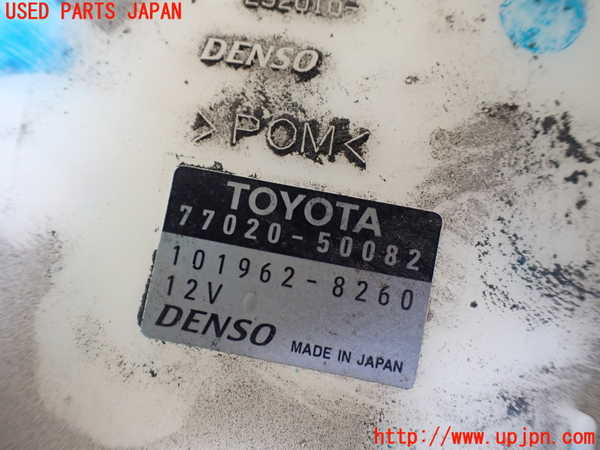 USED PARTS JAPAN
DENSO
>POM<
TOYOTA
77020-50082
101962-8260
12V
DENSO
MADE IN JAPAN
http://www.upjpn.com/